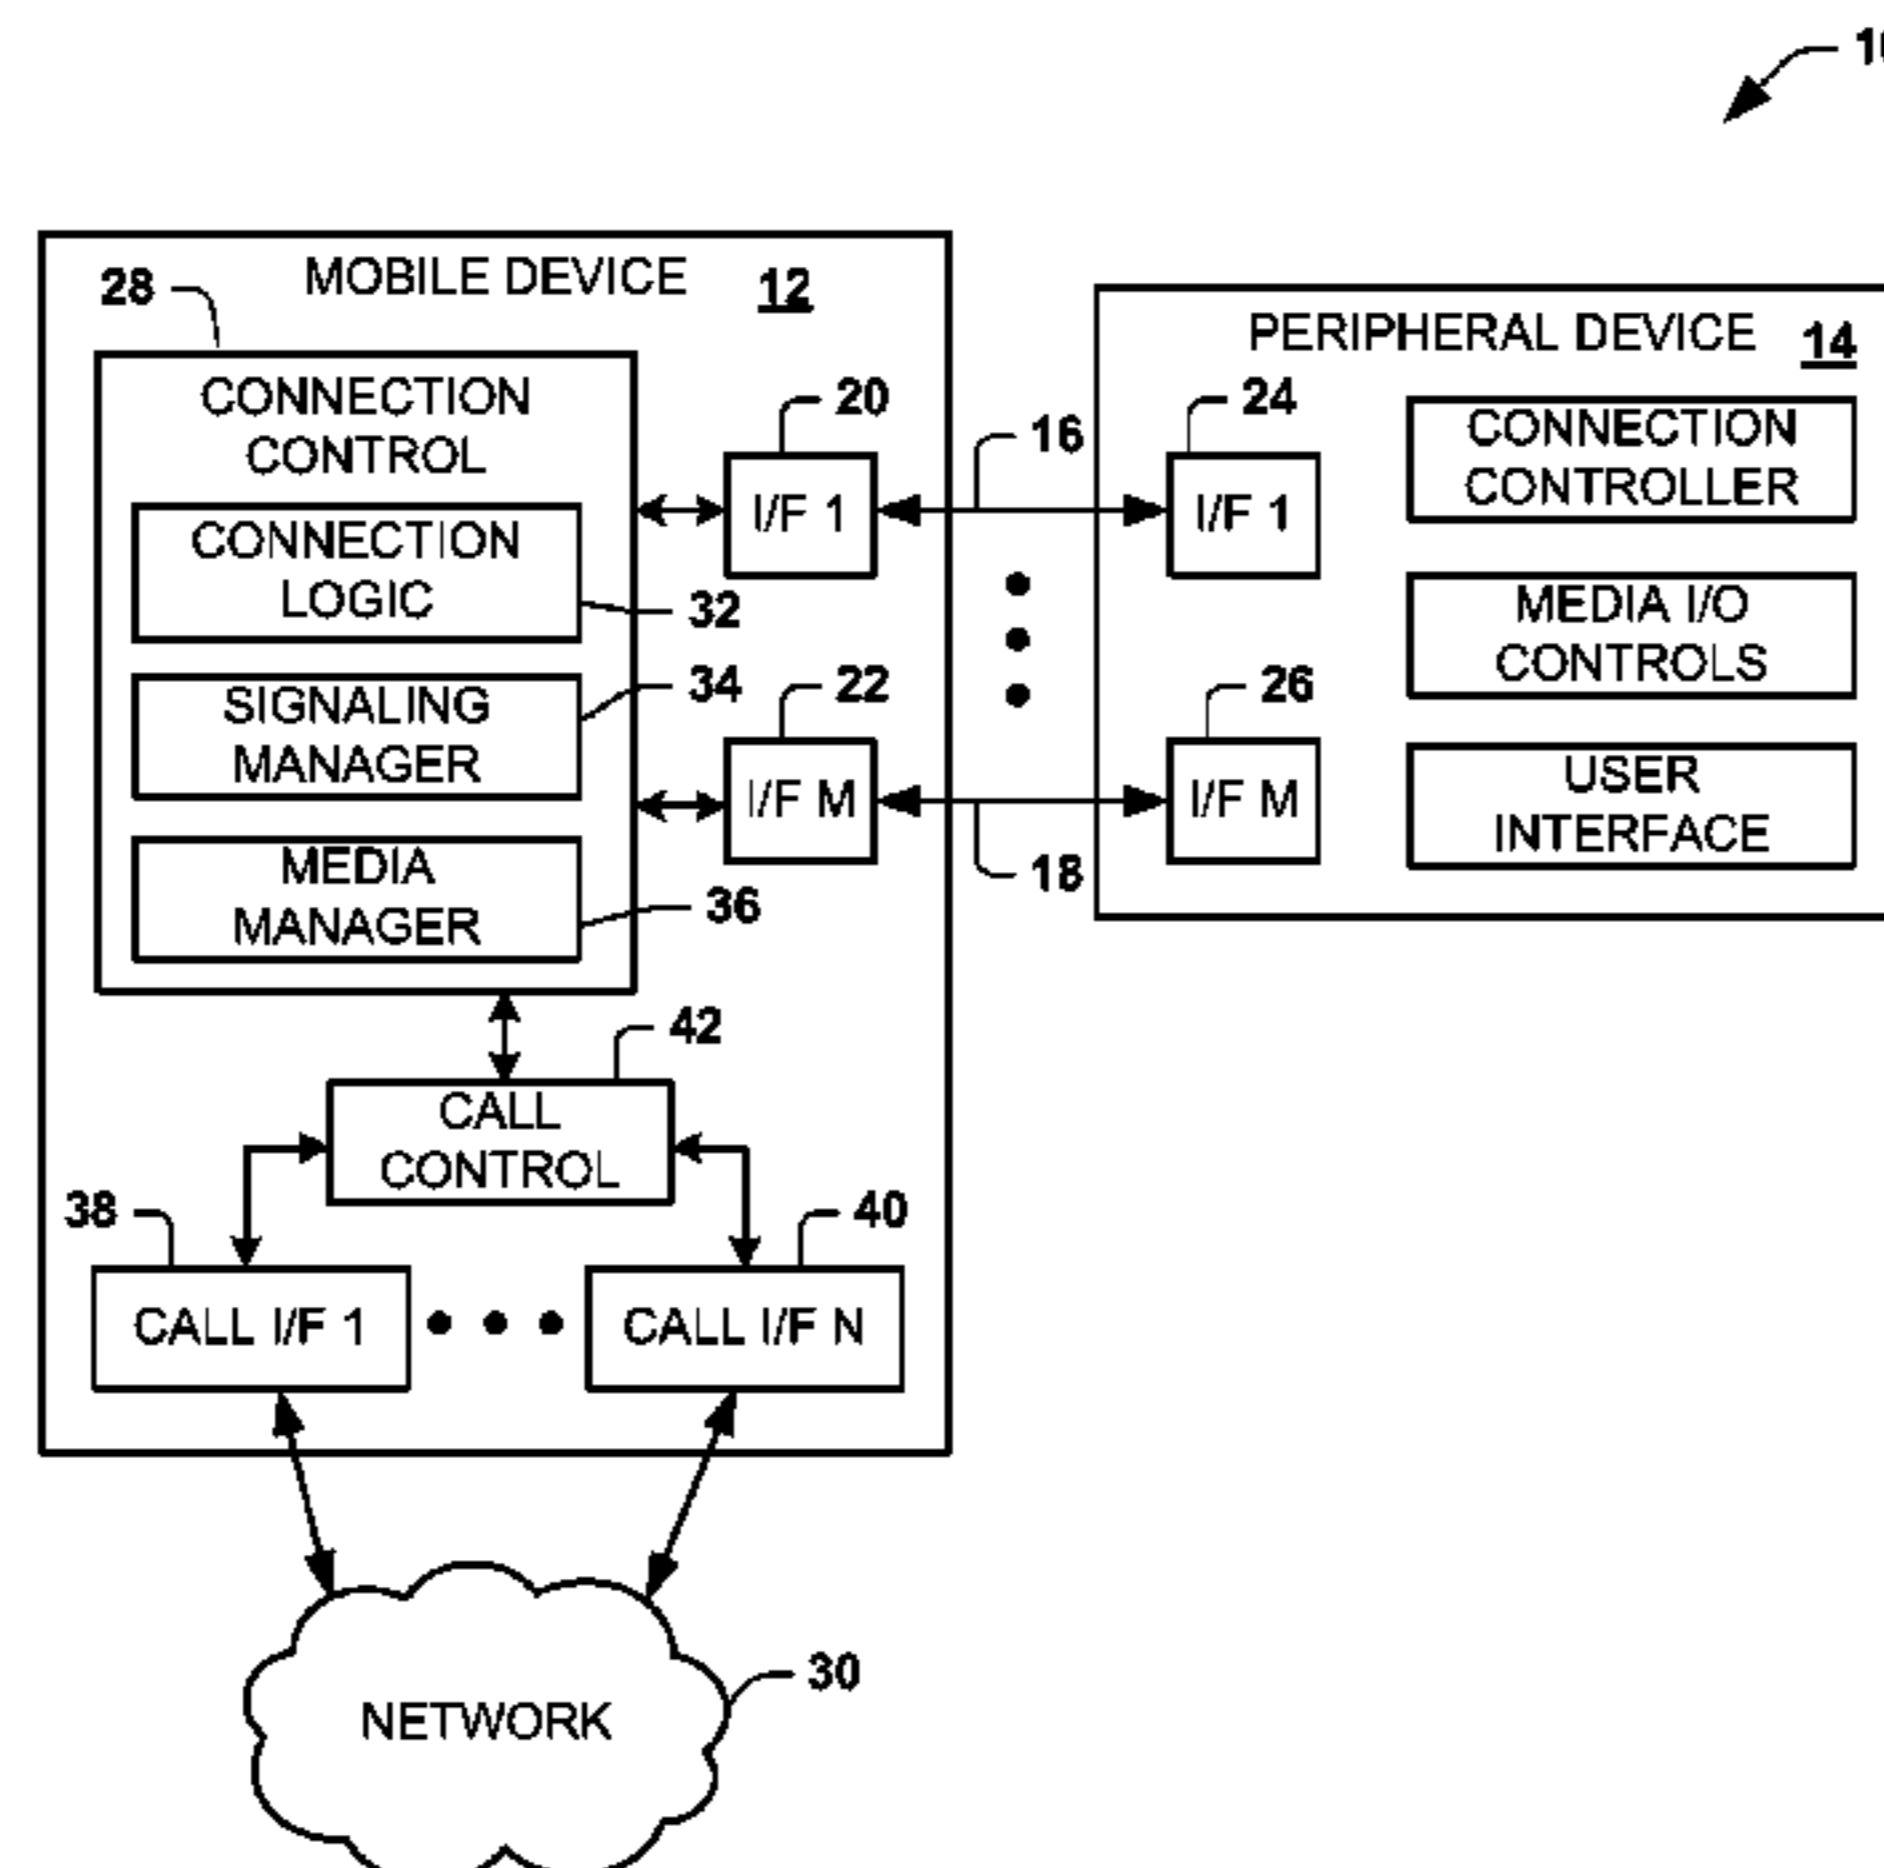 MOBILE DEVICE 12
28
CONNECTION
CONTROL
CONNECTION
LOGIC
32
SIGNALING
MANAGER
34
MEDIA
MANAGER
36
20
I/F 1
22
I/F M
16
18
PERIPHERAL DEVICE 14
24
I/F 1
26
I/F M
CONNECTION
CONTROLLER
MEDIA I/O
CONTROLS
USER
INTERFACE
42
CALL
CONTROL
38
CALL I/F 1
40
CALL I/F N
NETWORK
30